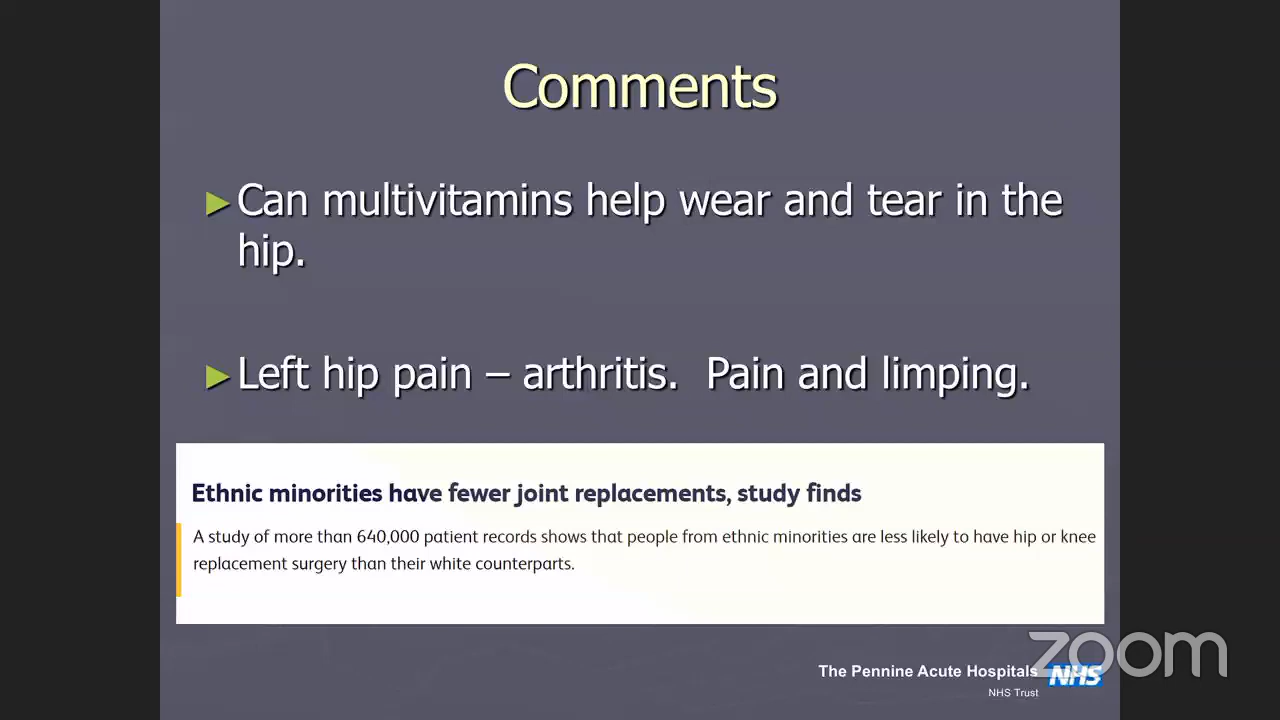 Comments
Can multivitamins help wear and tear in the
hip.
Left hip pain – arthritis.  Pain and limping.
Ethnic minorities have fewer joint replacements, study finds
A study of more than 640,000 patient records shows that people from ethnic minorities are less likely to have hip or knee
replacement surgery than their white counterparts.
zoom
The Pennine Acute Hospitals NHS
NHS Trust